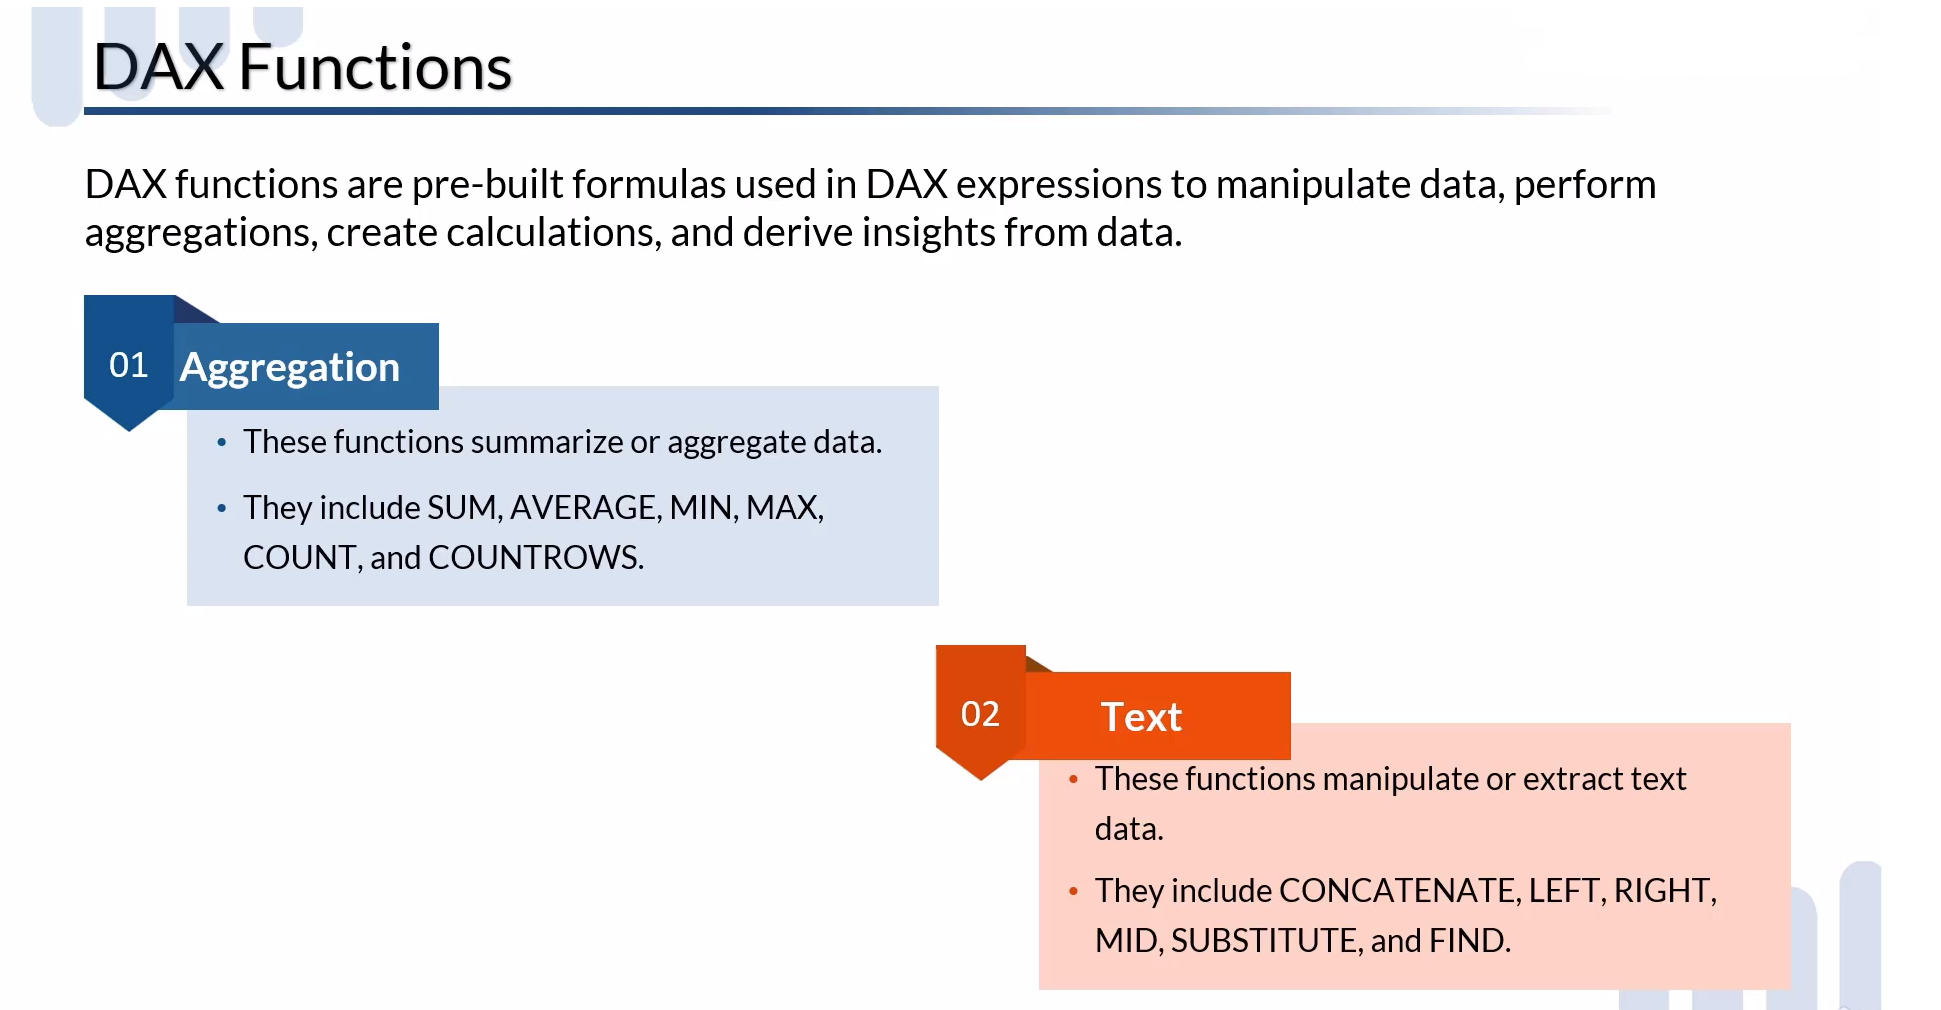 DAX Functions
DAX functions are pre-built formulas used in DAX expressions to manipulate data, perform
aggregations, create calculations, and derive insights from data.
01 Aggregation
• These functions summarize or aggregate data.
• They include SUM, AVERAGE, MIN, MAX,
COUNT, and COUNTROWS.
02 Text
• These functions manipulate or extract text
data.
• They include CONCATENATE, LEFT, RIGHT,
MID, SUBSTITUTE, and FIND.